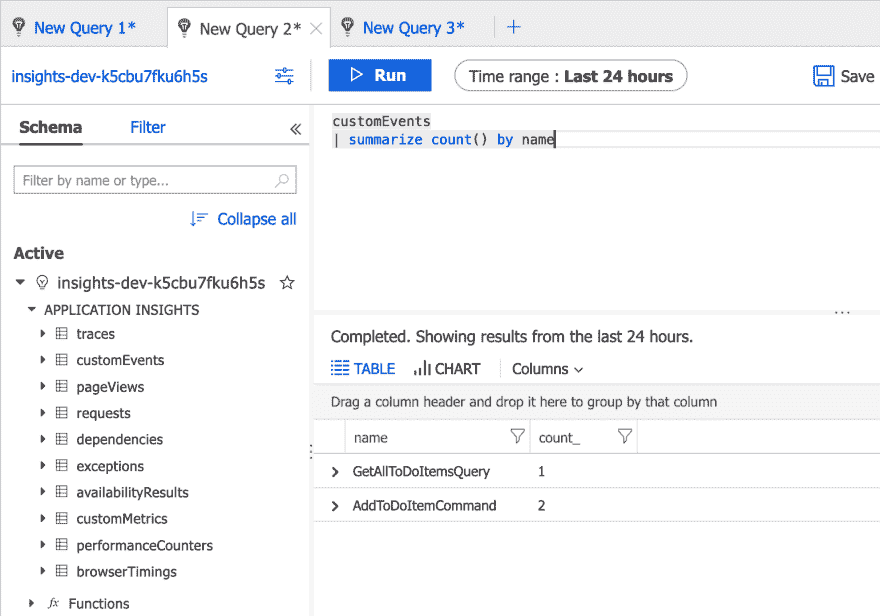 New Query 1*
New Query 2*
New Query 3*
insights-dev-k5cbu7fku6h5s
Run
Time range : Last 24 hours
Save
Schema
Filter
customEvents
| summarize count() by name
Filter by name or type...
Collapse all
Active
insights-dev-k5cbu7fku6h5s
APPLICATION INSIGHTS
traces
customEvents
pageViews
requests
dependencies
exceptions
availabilityResults
customMetrics
performanceCounters
browserTimings
fx Functions
Completed. Showing results from the last 24 hours.
TABLE
CHART
Columns
Drag a column header and drop it here to group by that column
name count_
GetAllToDoItemsQuery 1
AddToDoItemCommand 2